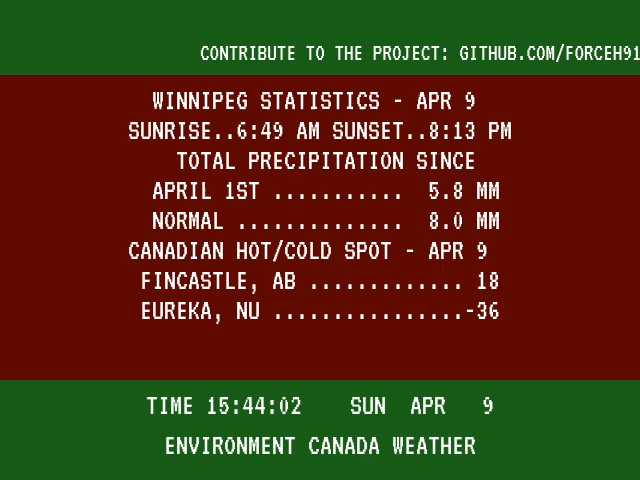 CONTRIBUTE TO THE PROJECT: GITHUB.COM/FORCEH91
WINNIPEG STATISTICS - APR 9
SUNRISE..6:49 AM SUNSET..8:13 PM
TOTAL PRECIPITATION SINCE
APRIL 1ST ........... 5.8 MM
NORMAL .............. 8.0 MM
CANADIAN HOT/COLD SPOT - APR 9
FINCASTLE, AB ............. 18
EUREKA, NU ................-36
TIME 15:44:02 SUN APR 9
ENVIRONMENT CANADA WEATHER